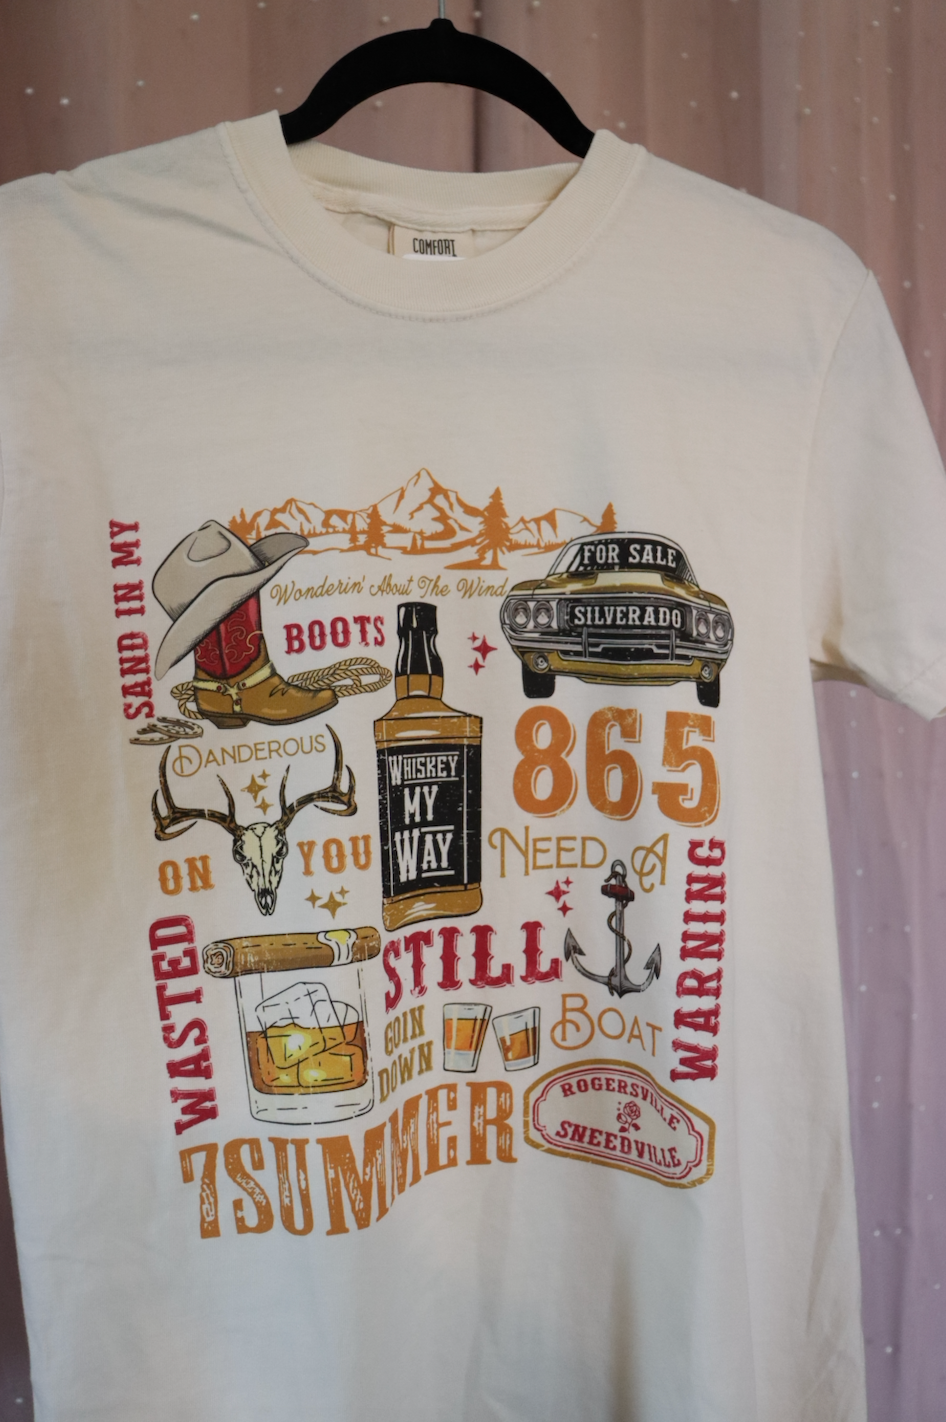 COMFORT
SAND IN MY
BOOTS
Wonderin' About The Wind
FOR SALE
SILVERADO
DANDEROUS
WHISKEY
MY
WAY
865
ON YOU
NEED A
BOAT
WARNING
WASTED
STILL
GOIN
DOWN
7SUMMER
ROGERSVILLE
SNEEDVILLE